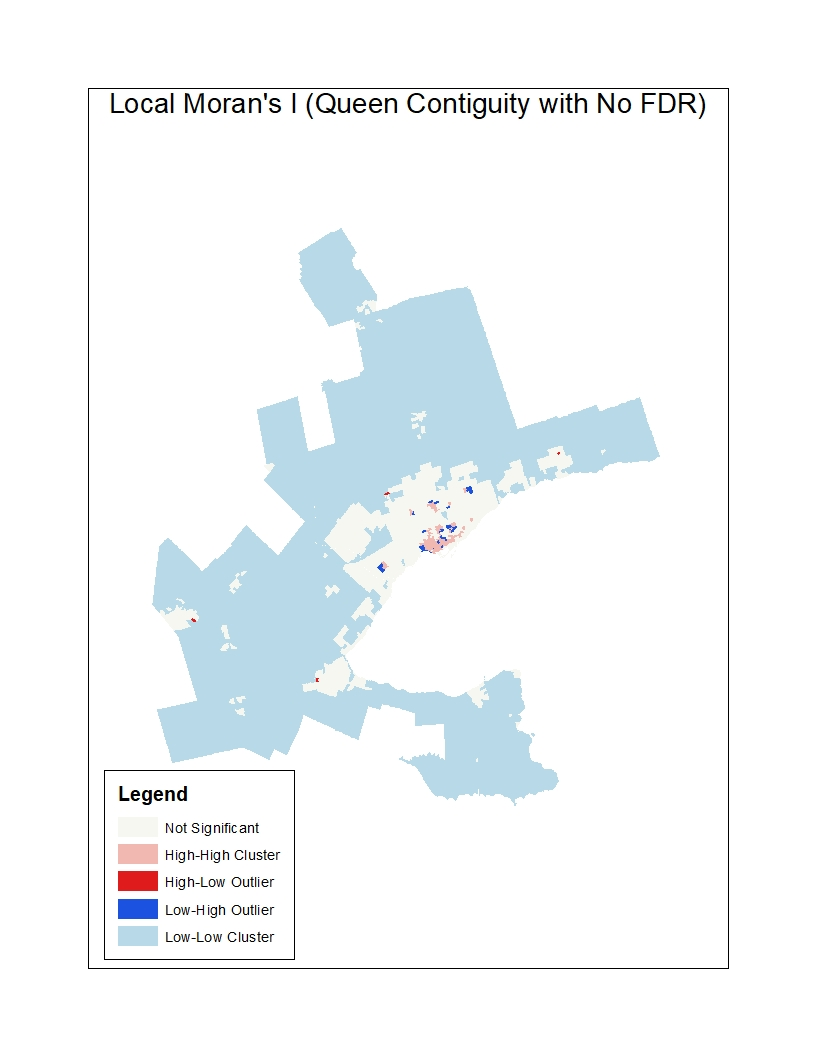 Local Moran's I (Queen Contiguity with No FDR)
Legend
Not Significant
High-High Cluster
High-Low Outlier
Low-High Outlier
Low-Low Cluster